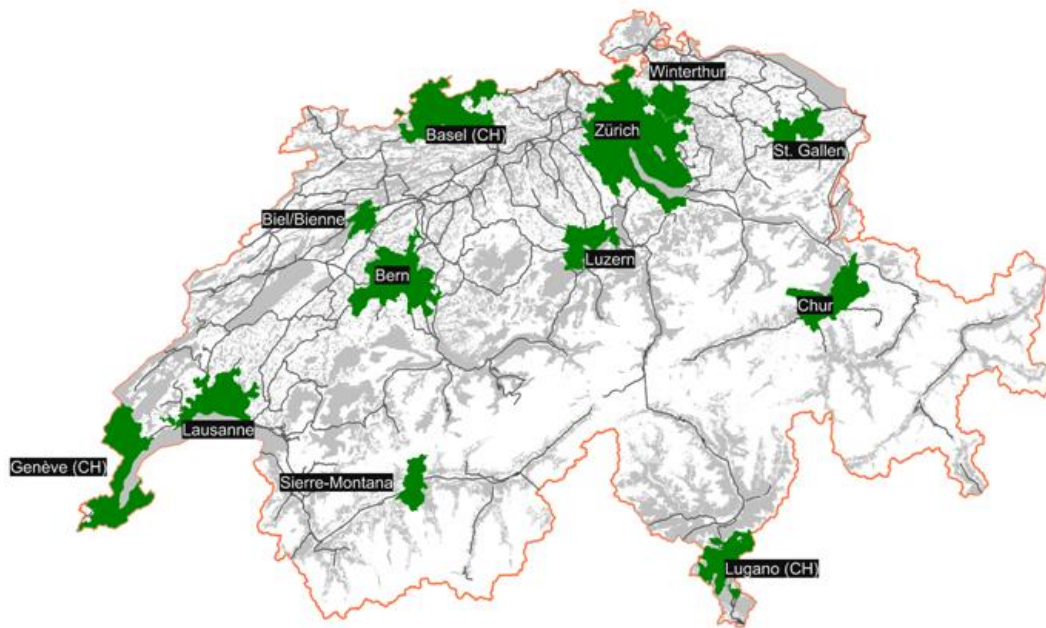 Winterthur
Basel (CH)
Zürich
St. Gallen
Biel/Bienne
Luzern
Bern
Chur
Lausanne
Genève (CH)
Sierre-Montana
Lugano (CH)